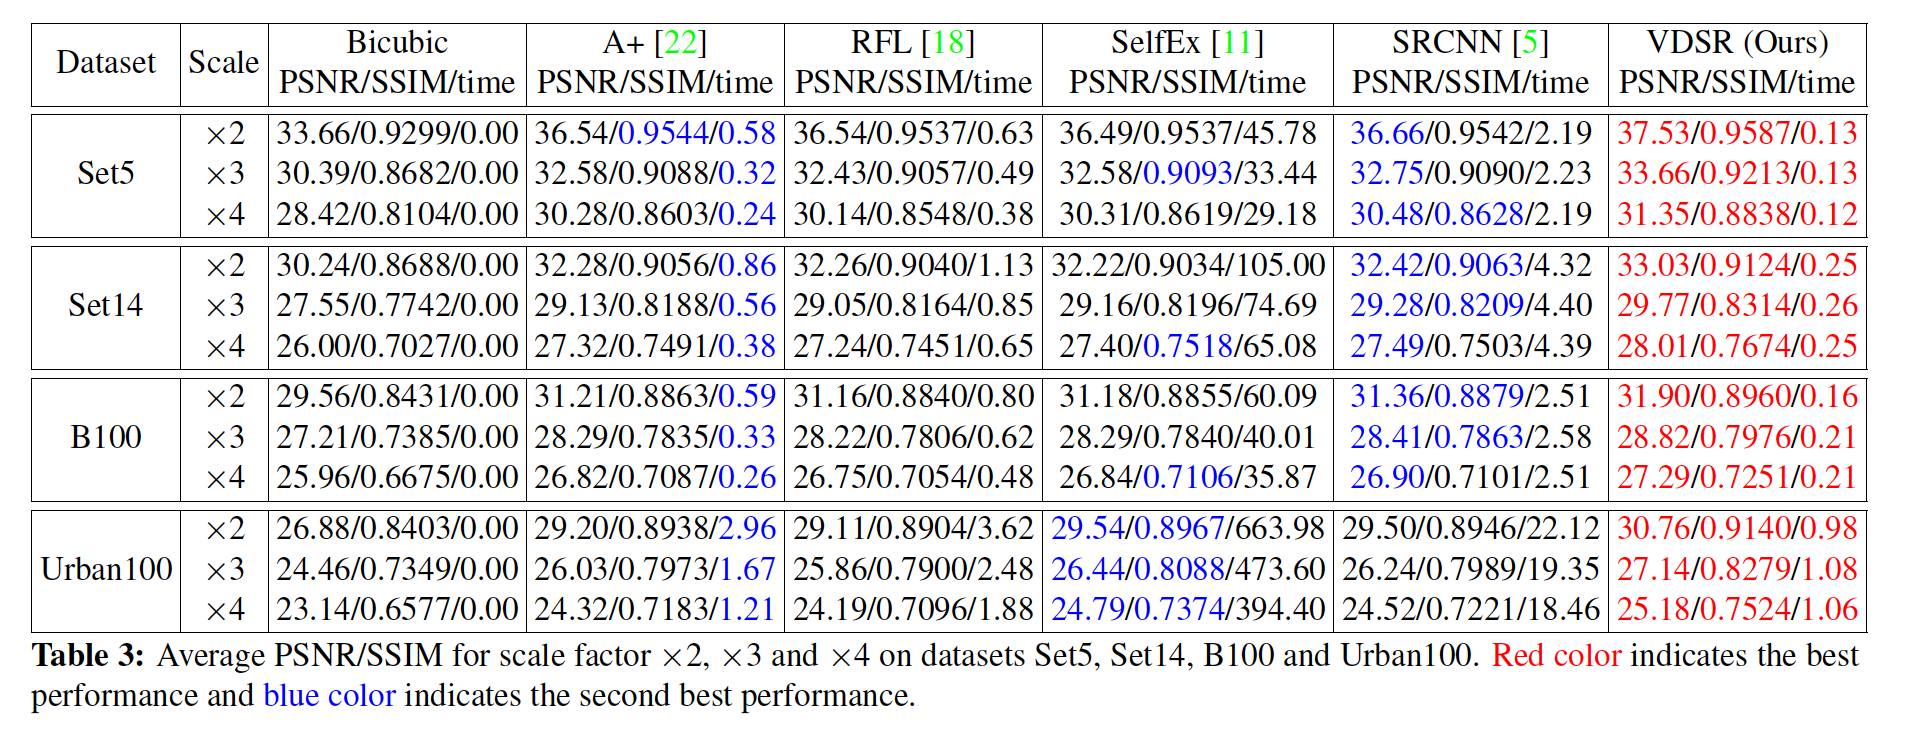 Dataset Scale Bicubic A+ [22] RFL [18] SelfEx [11] SRCNN [5] VDSR (Ours)
PSNR/SSIM/time PSNR/SSIM/time PSNR/SSIM/time PSNR/SSIM/time PSNR/SSIM/time PSNR/SSIM/time
Set5 ×2 33.66/0.9299/0.00 36.54/0.9544/0.58 36.54/0.9537/0.63 36.49/0.9537/45.78 36.66/0.9542/2.19 37.53/0.9587/0.13
×3 30.39/0.8682/0.00 32.58/0.9088/0.32 32.43/0.9057/0.49 32.58/0.9093/33.44 32.75/0.9090/2.23 33.66/0.9213/0.13
×4 28.42/0.8104/0.00 30.28/0.8603/0.24 30.14/0.8548/0.38 30.31/0.8619/29.18 30.48/0.8628/2.19 31.35/0.8838/0.12
Set14 ×2 30.24/0.8688/0.00 32.28/0.9056/0.86 32.26/0.9040/1.13 32.22/0.9034/105.00 32.42/0.9063/4.32 33.03/0.9124/0.25
×3 27.55/0.7742/0.00 29.13/0.8188/0.56 29.05/0.8164/0.85 29.16/0.8196/74.69 29.28/0.8209/4.40 29.77/0.8314/0.26
×4 26.00/0.7027/0.00 27.32/0.7491/0.38 27.24/0.7451/0.65 27.40/0.7518/65.08 27.49/0.7503/4.39 28.01/0.7674/0.25
B100 ×2 29.56/0.8431/0.00 31.21/0.8863/0.59 31.16/0.8840/0.80 31.18/0.8855/60.09 31.36/0.8879/2.51 31.90/0.8960/0.16
×3 27.21/0.7385/0.00 28.29/0.7835/0.33 28.22/0.7806/0.62 28.29/0.7840/40.01 28.41/0.7863/2.58 28.82/0.7976/0.21
×4 25.96/0.6675/0.00 26.82/0.7087/0.26 26.75/0.7054/0.48 26.84/0.7106/35.87 26.90/0.7101/2.51 27.29/0.7251/0.21
Urban100 ×2 26.88/0.8403/0.00 29.20/0.8938/2.96 29.11/0.8904/3.62 29.54/0.8967/663.98 29.50/0.8946/22.12 30.76/0.9140/0.98
×3 24.46/0.7349/0.00 26.03/0.7973/1.67 25.86/0.7900/2.48 26.44/0.8088/473.60 26.24/0.7989/19.35 27.14/0.8279/1.08
×4 23.14/0.6577/0.00 24.32/0.7183/1.21 24.19/0.7096/1.88 24.79/0.7374/394.40 24.52/0.7221/18.46 25.18/0.7524/1.06
Table 3: Average PSNR/SSIM for scale factor ×2, ×3 and ×4 on datasets Set5, Set14, B100 and Urban100. Red color indicates the best
performance and blue color indicates the second best performance.